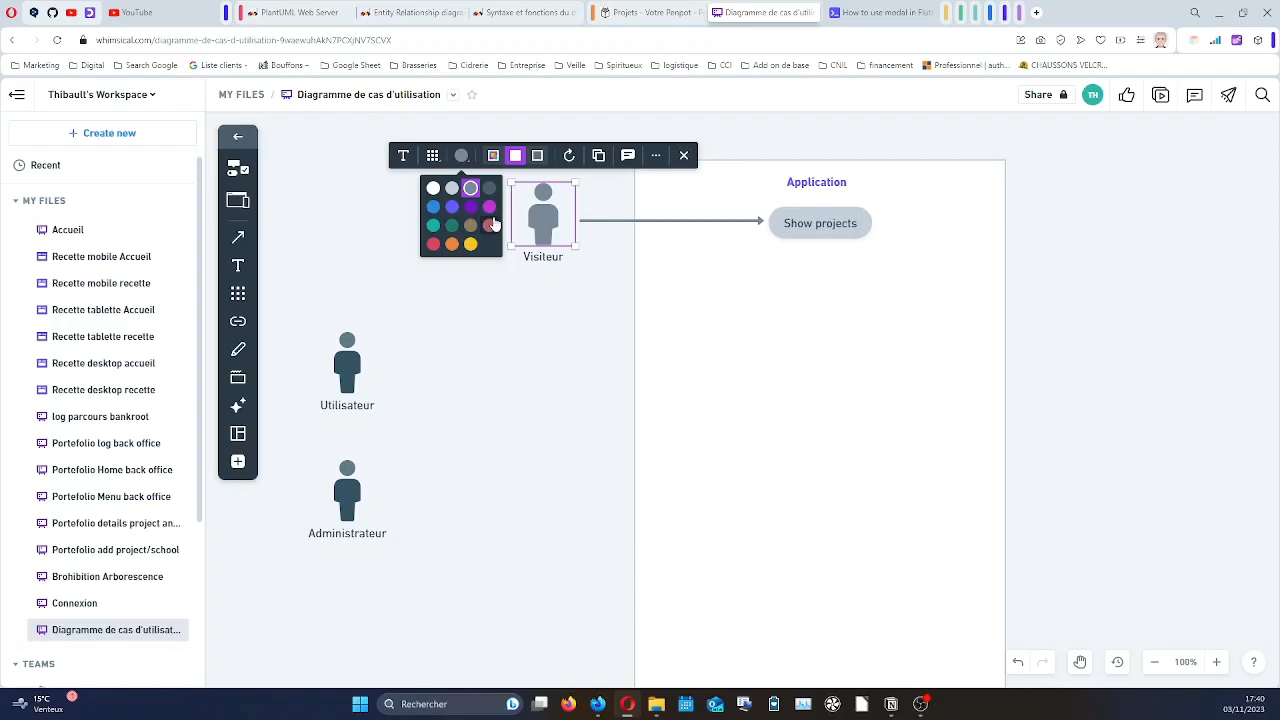 YouTube
PlantUML Web Server
Entity Relationship diagra
Syntaxe et fonctions du d
Projets - Votre Penpot - P
Diagramme de cas d'utilis
How to use modal in Flutt
whimsical.com/diagramme-de-cas-d-utilisation-9waewuhAkN7PCXjNV7SCVX
Marketing
Digital
Search Google
Liste clients -
Bouffons –
Google Sheet
Brasseries
Cidrerie
Entreprise
Veille
Spiritueux
logistique
CCI
Add on de base
CNIL
financement
Professionnel | auth...
CHAUSSONS VELCR...
Thibault's Workspace
MY FILES / Diagramme de cas d'utilisation
Share
TH
+ Create new
Recent
MY FILES
Accueil
Recette mobile Accueil
Recette mobile recette
Recette tablette Accueil
Recette tablette recette
Recette desktop accueil
Recette desktop recette
log parcours bankroot
Portefolio log back office
Portefolio Home back office
Portefolio Menu back office
Portefolio details project an...
Portefolio add project/school
Brohibition Arborescence
Connexion
Diagramme de cas d'utilisat...
TEAMS
Application
Show projects
Visiteur
Utilisateur
Administrateur
100%
?
15°C
Venteux
Rechercher
17:40
03/11/2023